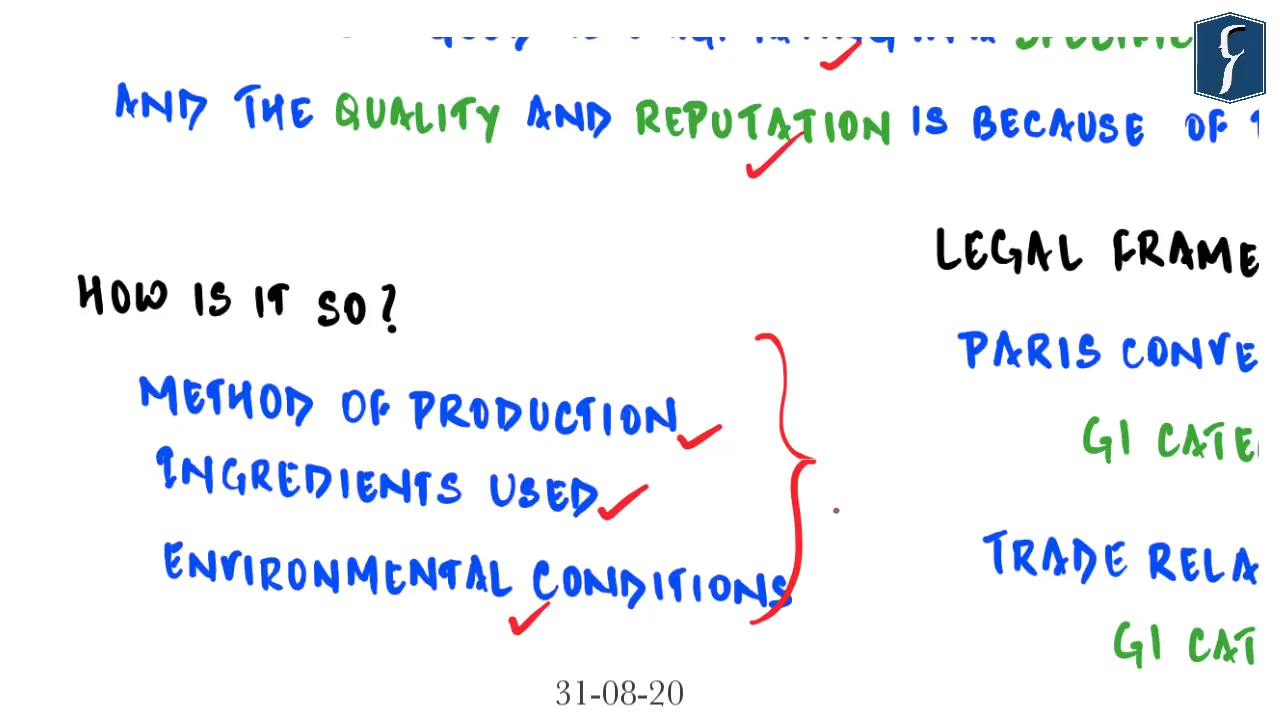 AND THE QUALITY AND REPUTATION IS BECAUSE OF
HOW IS IT SO?
METHOD OF PRODUCTION
INGREDIENTS USED
ENVIRONMENTAL CONDITIONS
LEGAL FRAME
PARIS CONVE
GI CATE
TRADE RELA
GI CAT
31-08-20